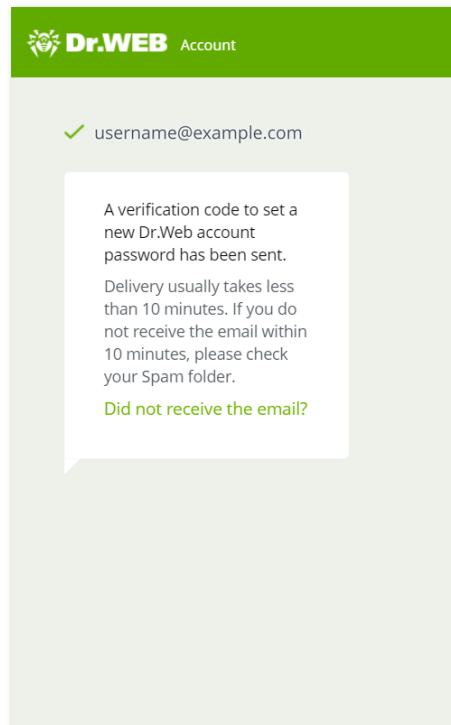 Dr.WEB Account
username@example.com
A verification code to set a
new Dr.Web account
password has been sent.
Delivery usually takes less
than 10 minutes. If you do
not receive the email within
10 minutes, please check
your Spam folder.
Did not receive the email?